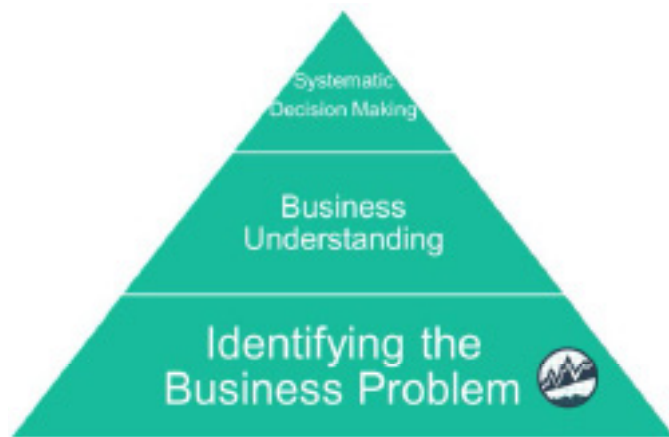 Systematic
Decision Making
Business
Understanding
Identifying the
Business Problem